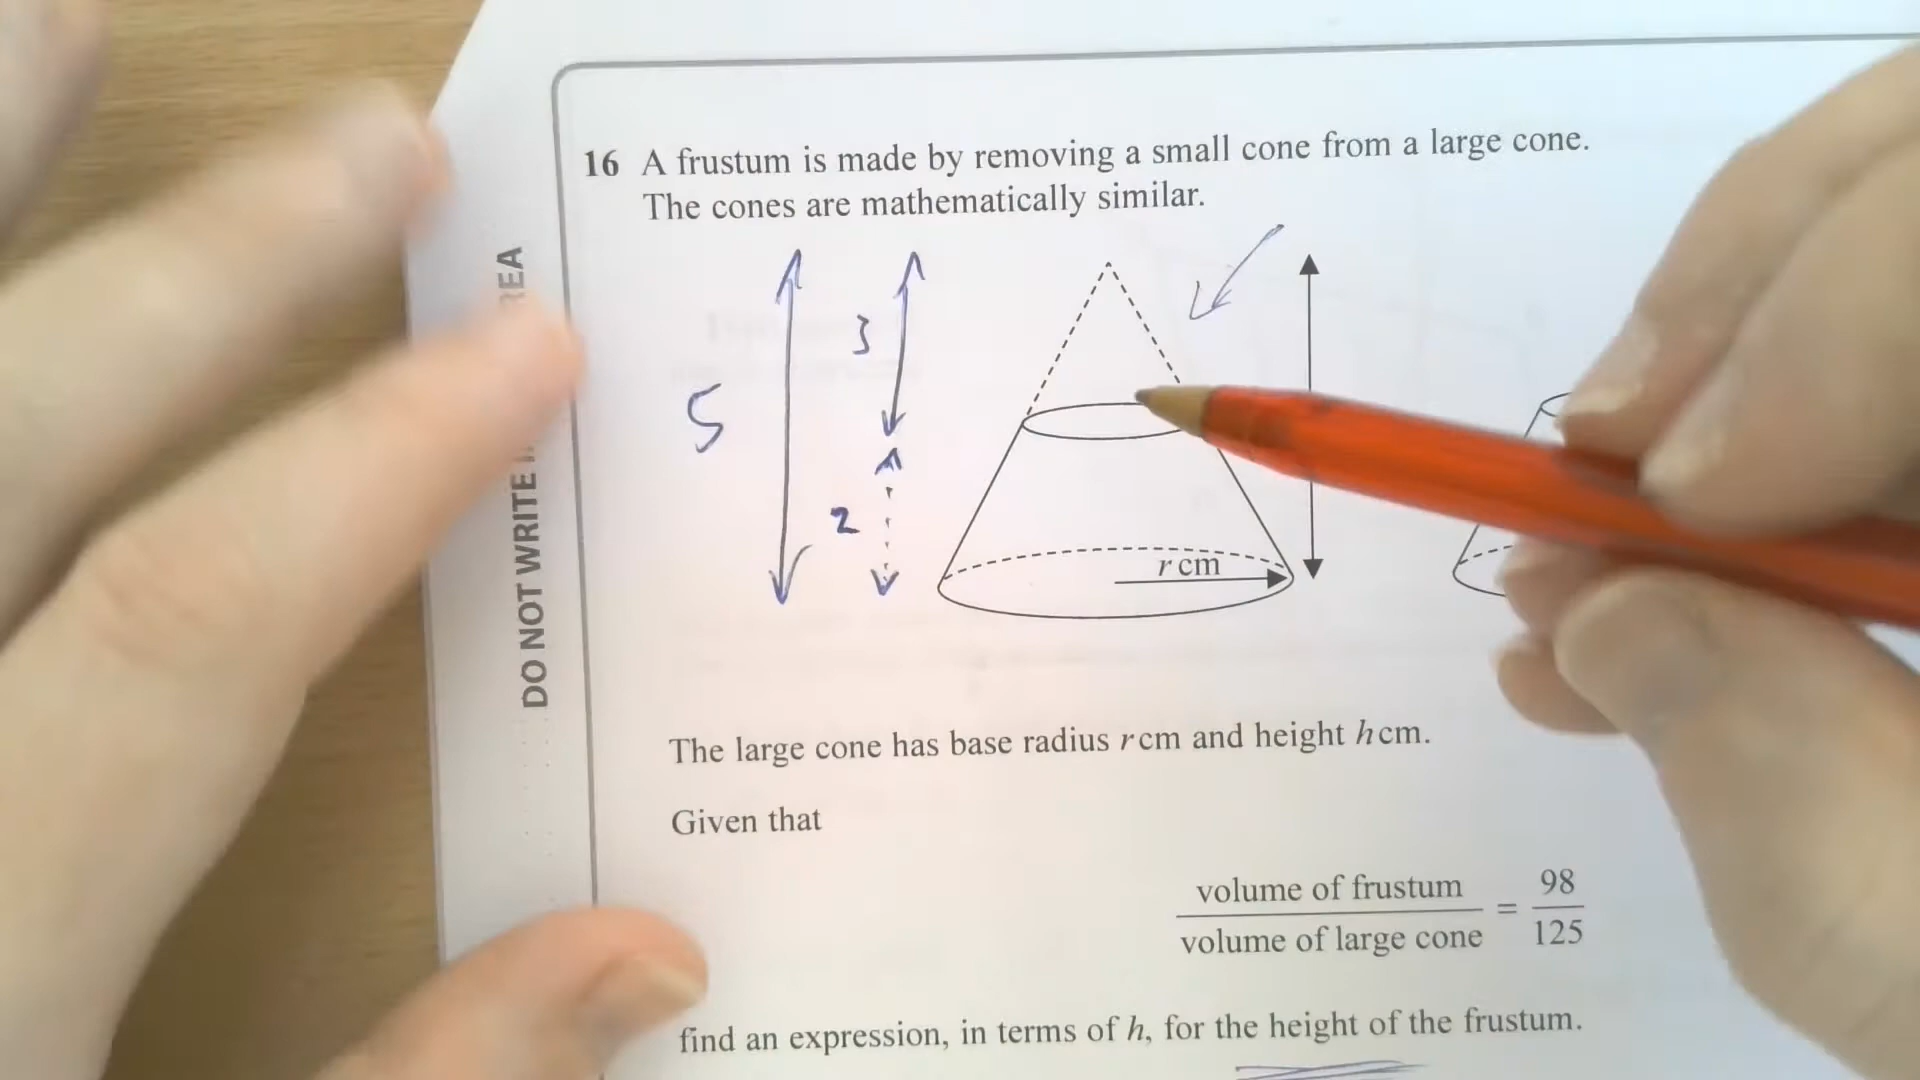 16 A frustum is made by removing a small cone from a large cone.
The cones are mathematically similar.
5
3
2
r cm
DO NOT WRITE
REA
The large cone has base radius r cm and height h cm.
Given that
volume of frustum
volume of large cone
=
98
125
find an expression, in terms of h, for the height of the frustum.